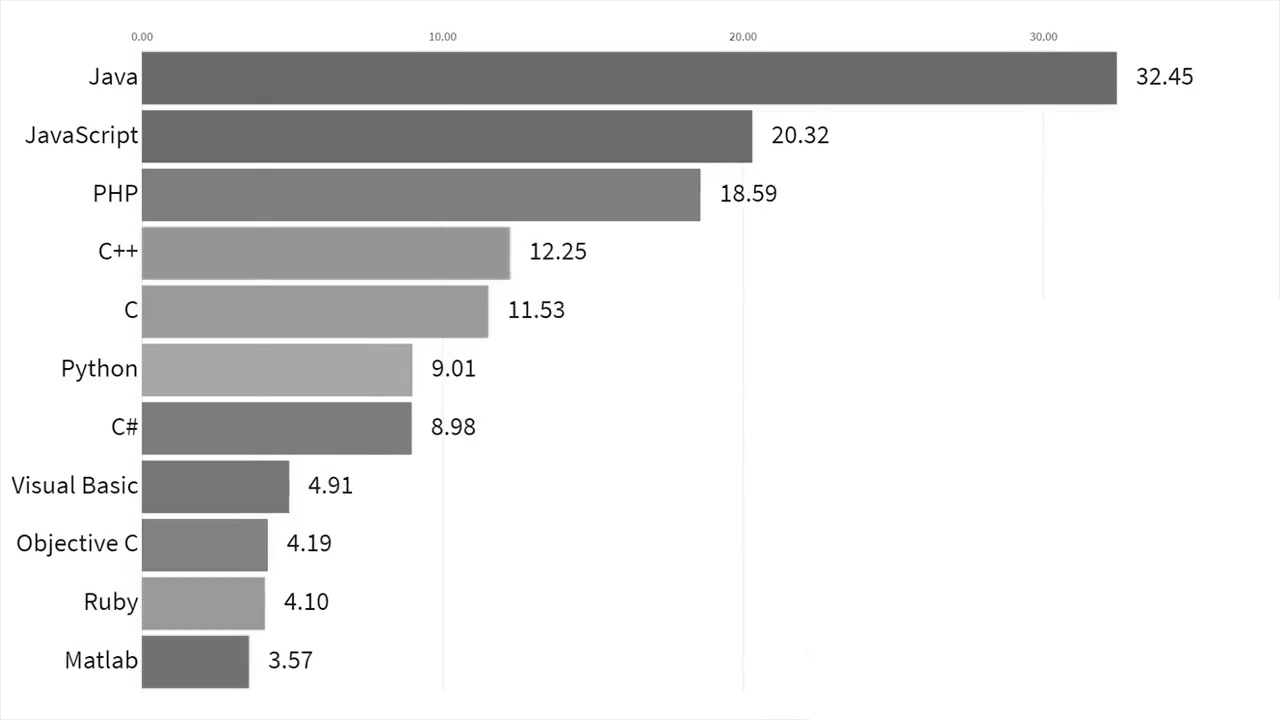 0.00 10.00 20.00 30.00
Java 32.45
JavaScript 20.32
PHP 18.59
C++ 12.25
C 11.53
Python 9.01
C# 8.98
Visual Basic 4.91
Objective C 4.19
Ruby 4.10
Matlab 3.57